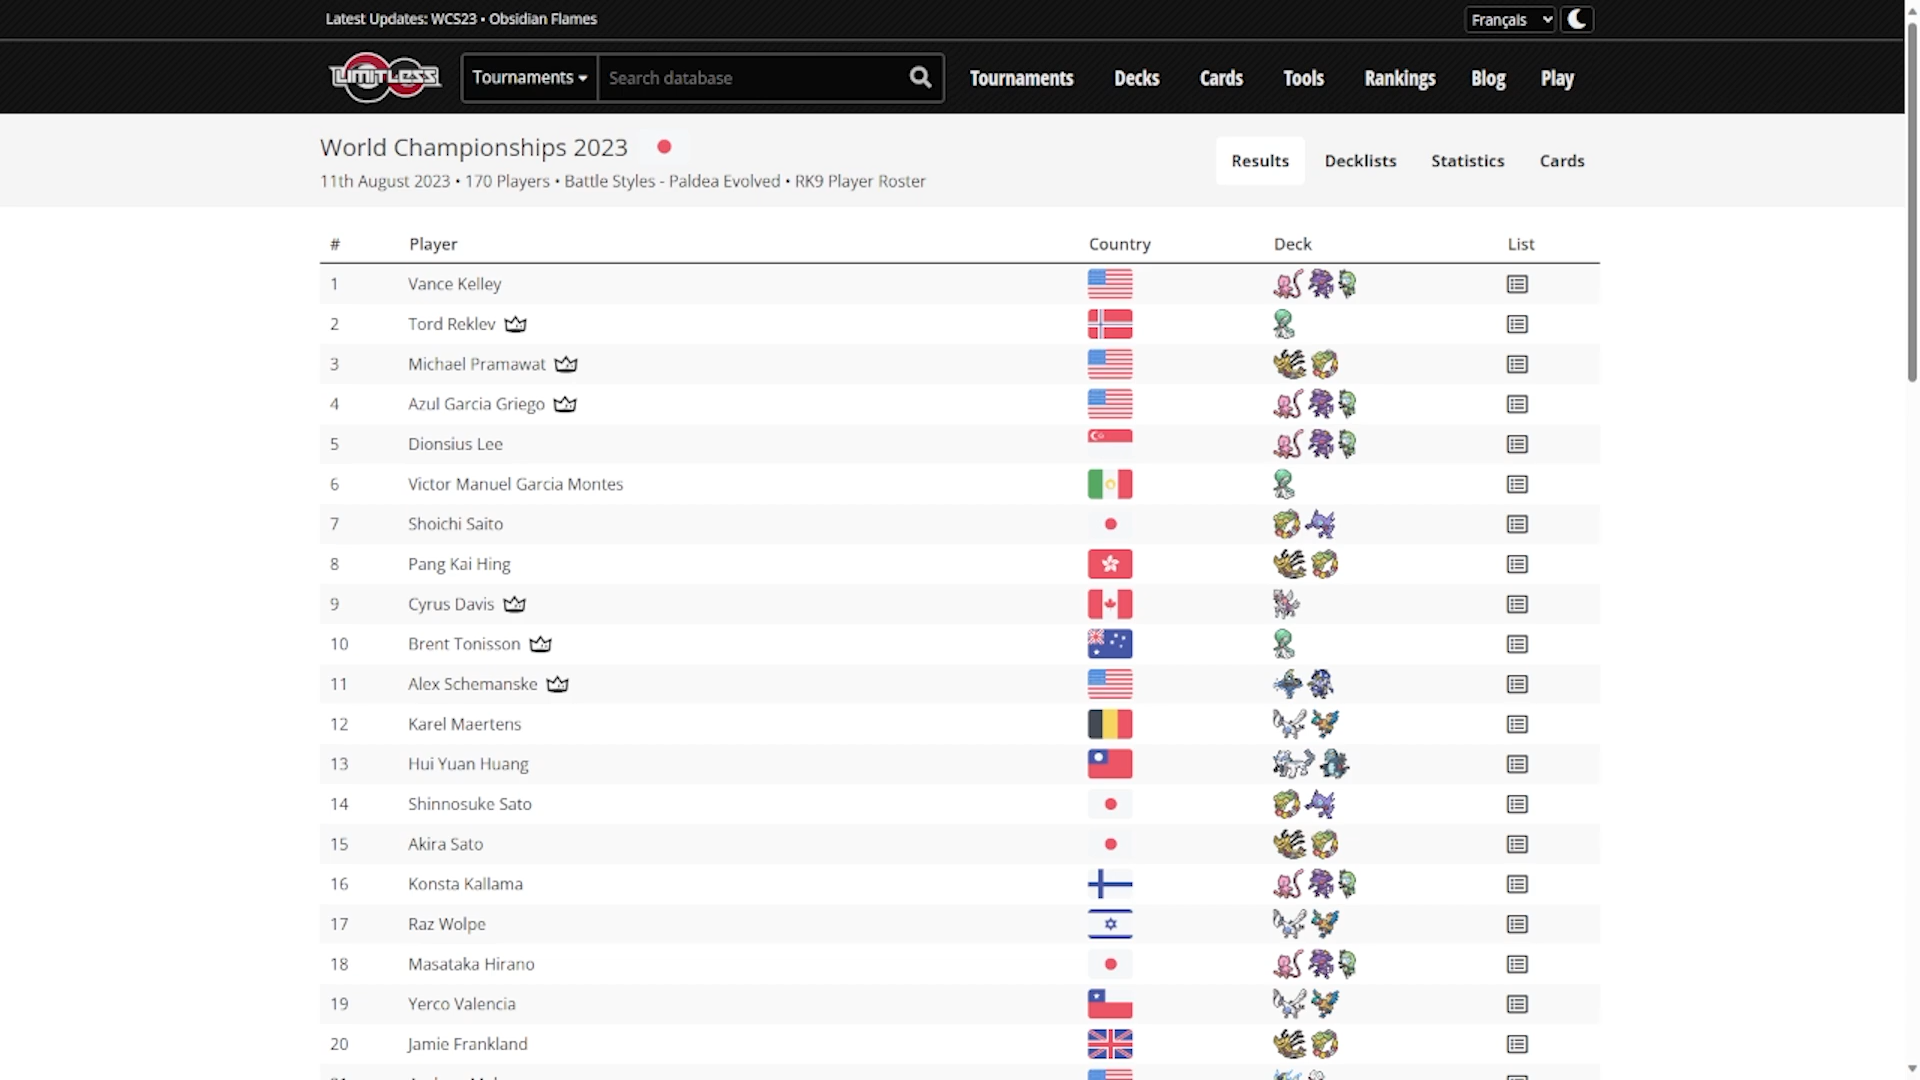 Latest Updates: WCS23 • Obsidian Flames
Français
LIMITLESS
Tournaments
Search database
Tournaments
Decks
Cards
Tools
Rankings
Blog
Play
World Championships 2023
11th August 2023 • 170 Players • Battle Styles - Paldea Evolved • RK9 Player Roster
Results
Decklists
Statistics
Cards
# Player Country Deck List
1 Vance Kelley
2 Tord Reklev
3 Michael Pramawat
4 Azul Garcia Griego
5 Dionsius Lee
6 Victor Manuel Garcia Montes
7 Shoichi Saito
8 Pang Kai Hing
9 Cyrus Davis
10 Brent Tonisson
11 Alex Schemanske
12 Karel Maertens
13 Hui Yuan Huang
14 Shinnosuke Sato
15 Akira Sato
16 Konsta Kallama
17 Raz Wolpe
18 Masataka Hirano
19 Yerco Valencia
20 Jamie Frankland